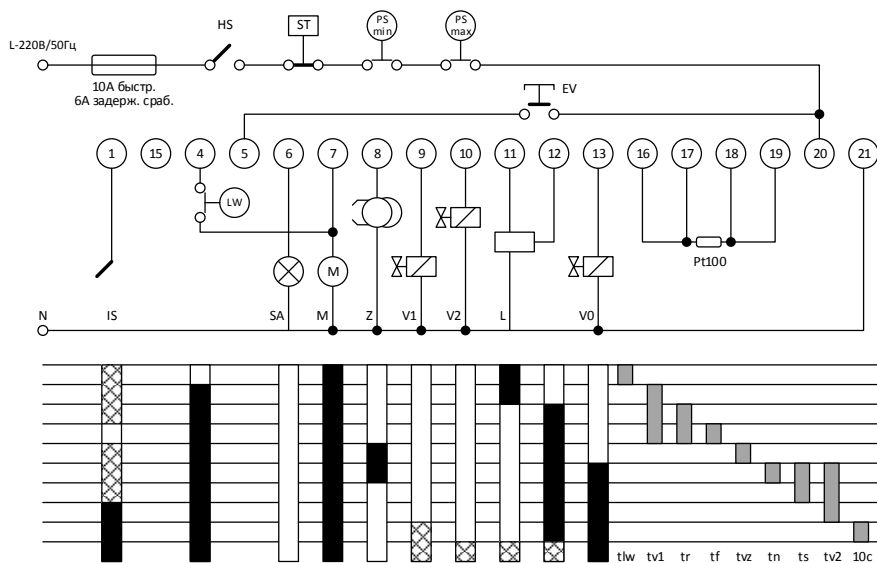 HS
ST
PS
min
PS
max
L-220В/50Гц
10А быстр.
6А задерж. сраб.
EV
1 15 4 5 6 7 8 9 10 11 12 13 16 17 18 19 20 21
LW
M
Pt100
N IS SA M Z V1 V2 L V0
tlw tv1 tr tf tvz tn ts tv2 10c